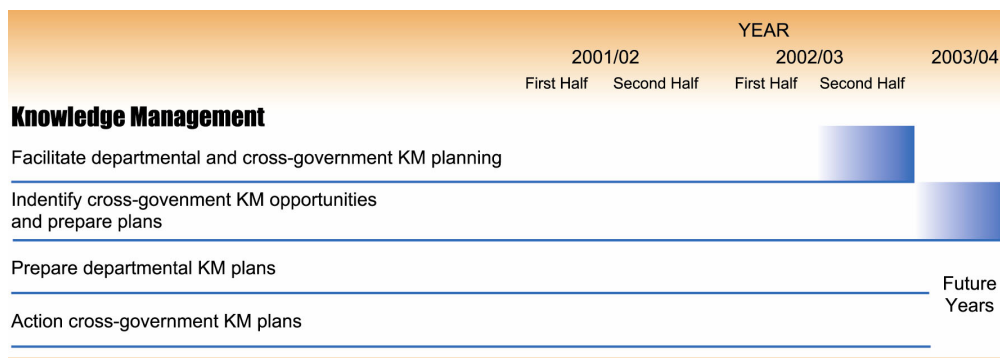 YEAR
2001/02 2002/03 2003/04
First Half Second Half First Half Second Half
Knowledge Management
Facilitate departmental and cross-government KM planning
Indentify cross-govenment KM opportunities
and prepare plans
Prepare departmental KM plans
Future
Years
Action cross-government KM plans